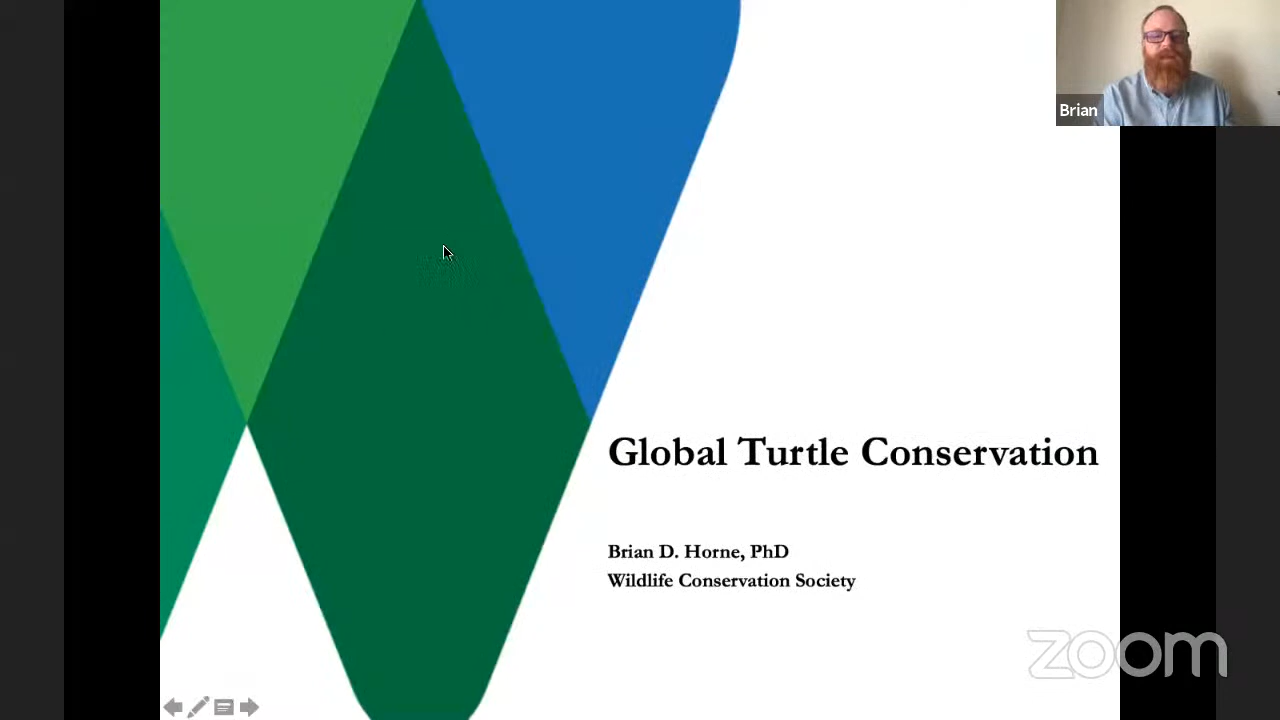 Brian
Global Turtle Conservation
Brian D. Horne, PhD
Wildlife Conservation Society
zoom